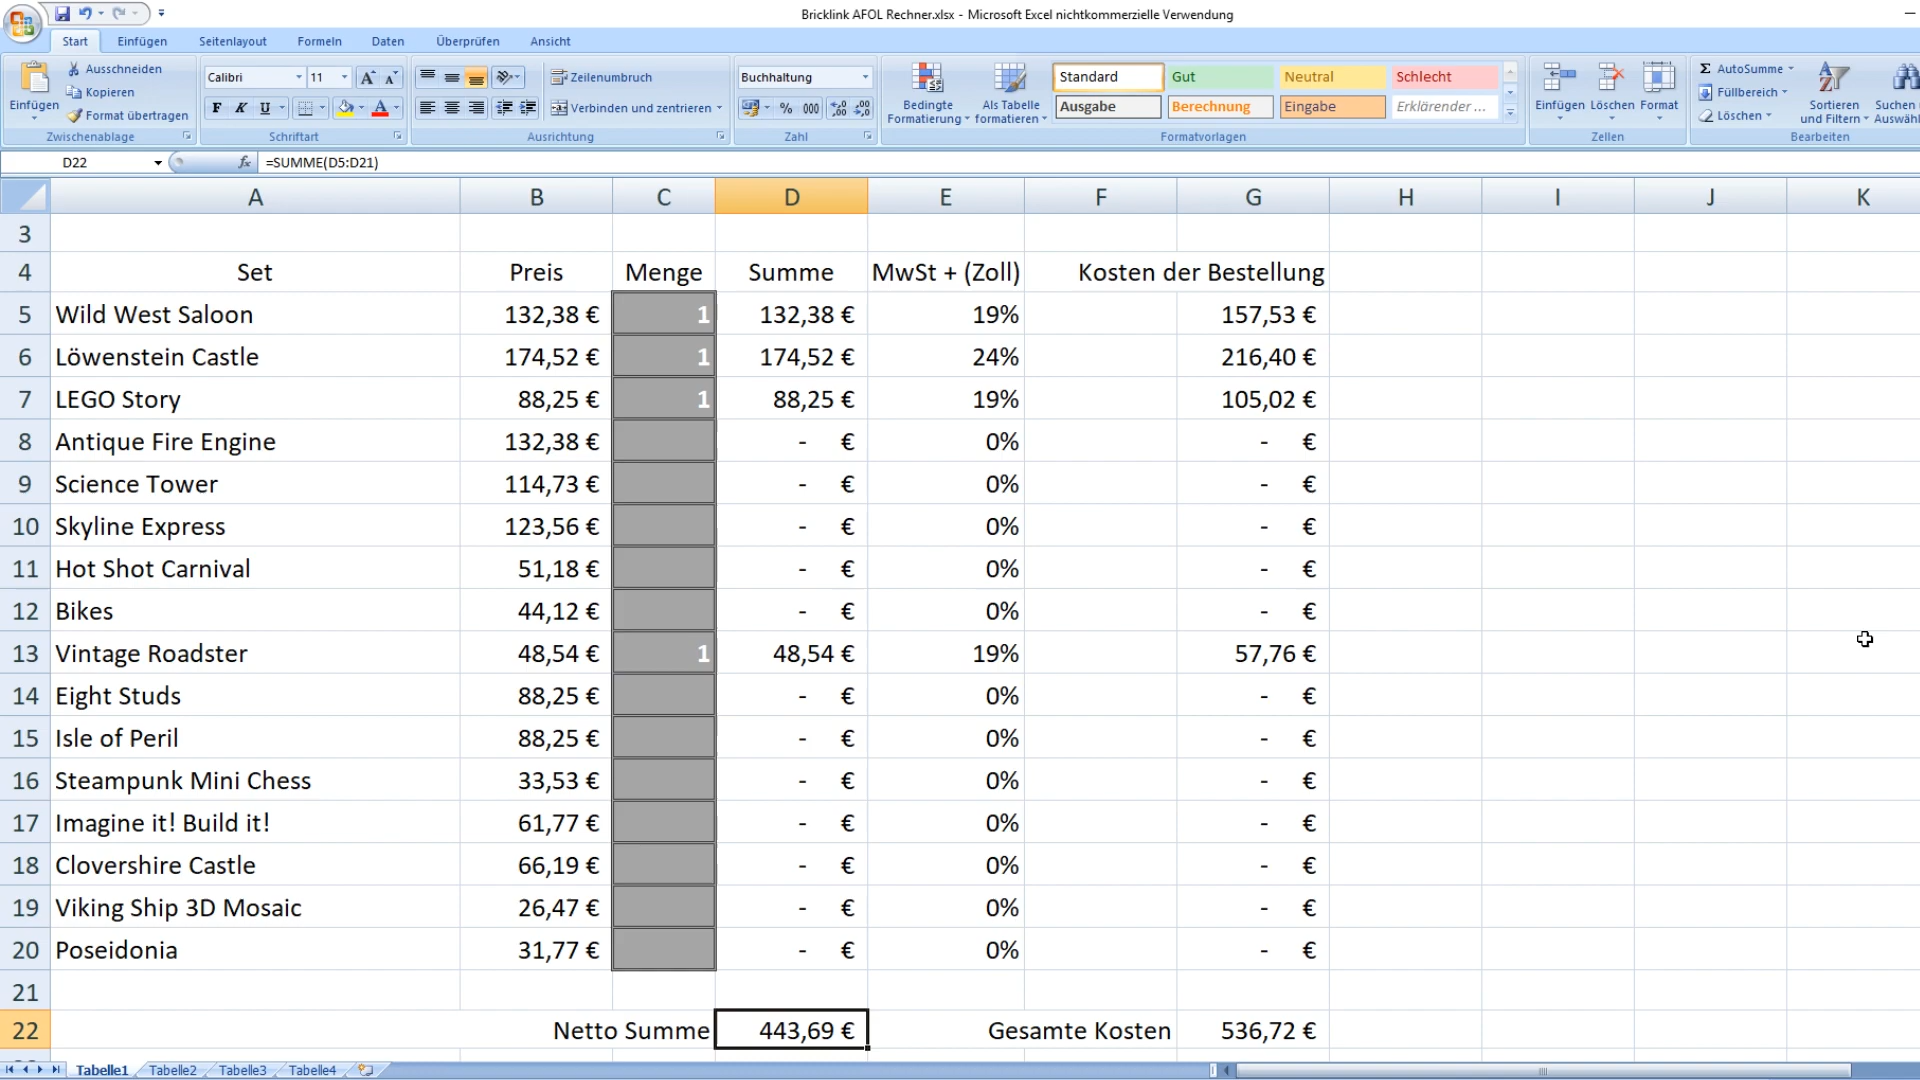 Bricklink AFOL Rechner.xlsx - Microsoft Excel nichtkommerzielle Verwendung
Start Einfügen Seitenlayout Formeln Daten Überprüfen Ansicht
Einfügen
Ausschneiden
Kopieren
Format übertragen
Zwischenablage
Calibri 11
F K U
Schriftart
Zeilenumbruch
Verbinden und zentrieren
Ausrichtung
Buchhaltung
% 000
Zahl
Bedingte
Formatierung
Als Tabelle
formatieren
Standard Gut Neutral Schlecht
Ausgabe Berechnung Eingabe Erklärender ...
Formatvorlagen
Einfügen Löschen Format
Zellen
Σ AutoSumme
Füllbereich
Löschen
Sortieren
und Filtern
Suchen
Auswähl
Bearbeiten
D22 fx =SUMME(D5:D21)
A B C D E F G H I J K
3
4 Set Preis Menge Summe MwSt + (Zoll) Kosten der Bestellung
5 Wild West Saloon 132,38 € 1 132,38 € 19% 157,53 €
6 Löwenstein Castle 174,52 € 1 174,52 € 24% 216,40 €
7 LEGO Story 88,25 € 1 88,25 € 19% 105,02 €
8 Antique Fire Engine 132,38 € - € 0% - €
9 Science Tower 114,73 € - € 0% - €
10 Skyline Express 123,56 € - € 0% - €
11 Hot Shot Carnival 51,18 € - € 0% - €
12 Bikes 44,12 € - € 0% - €
13 Vintage Roadster 48,54 € 1 48,54 € 19% 57,76 €
14 Eight Studs 88,25 € - € 0% - €
15 Isle of Peril 88,25 € - € 0% - €
16 Steampunk Mini Chess 33,53 € - € 0% - €
17 Imagine it! Build it! 61,77 € - € 0% - €
18 Clovershire Castle 66,19 € - € 0% - €
19 Viking Ship 3D Mosaic 26,47 € - € 0% - €
20 Poseidonia 31,77 € - € 0% - €
21
22 Netto Summe 443,69 € Gesamte Kosten 536,72 €
Tabelle1 Tabelle2 Tabelle3 Tabelle4